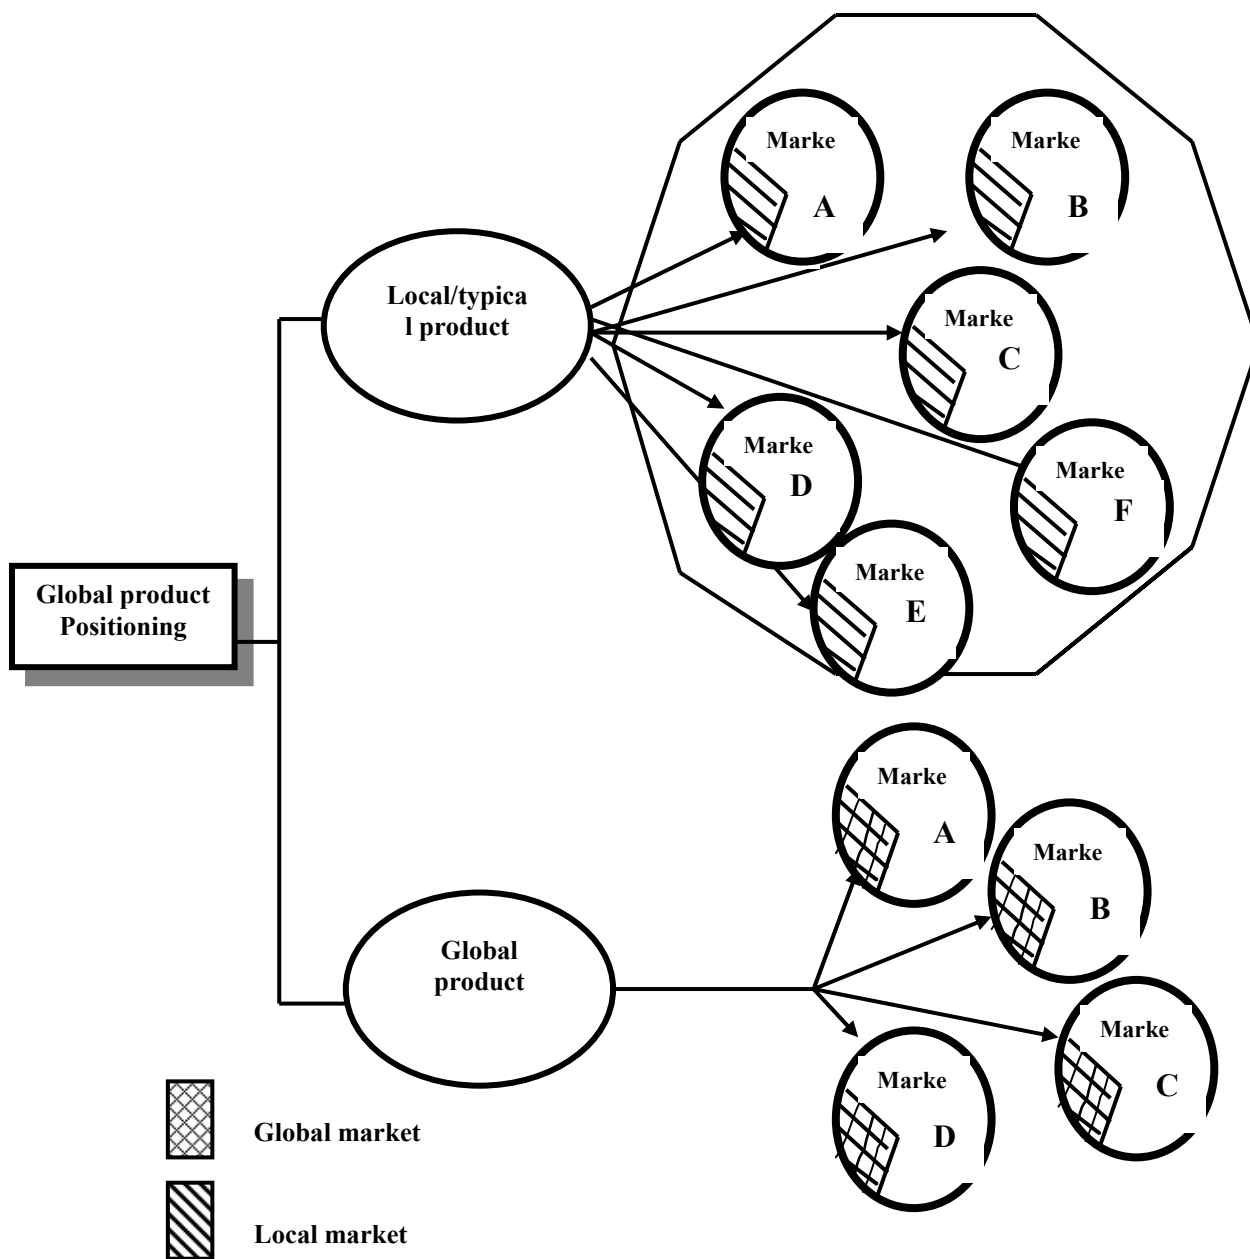 Marke
A
Marke
B
Local/typica
l product
Marke
C
Marke
D
Marke
F
Marke
E
Global product
Positioning
Marke
A
Marke
B
Global
product
Marke
C
Marke
D
Global market
Local market